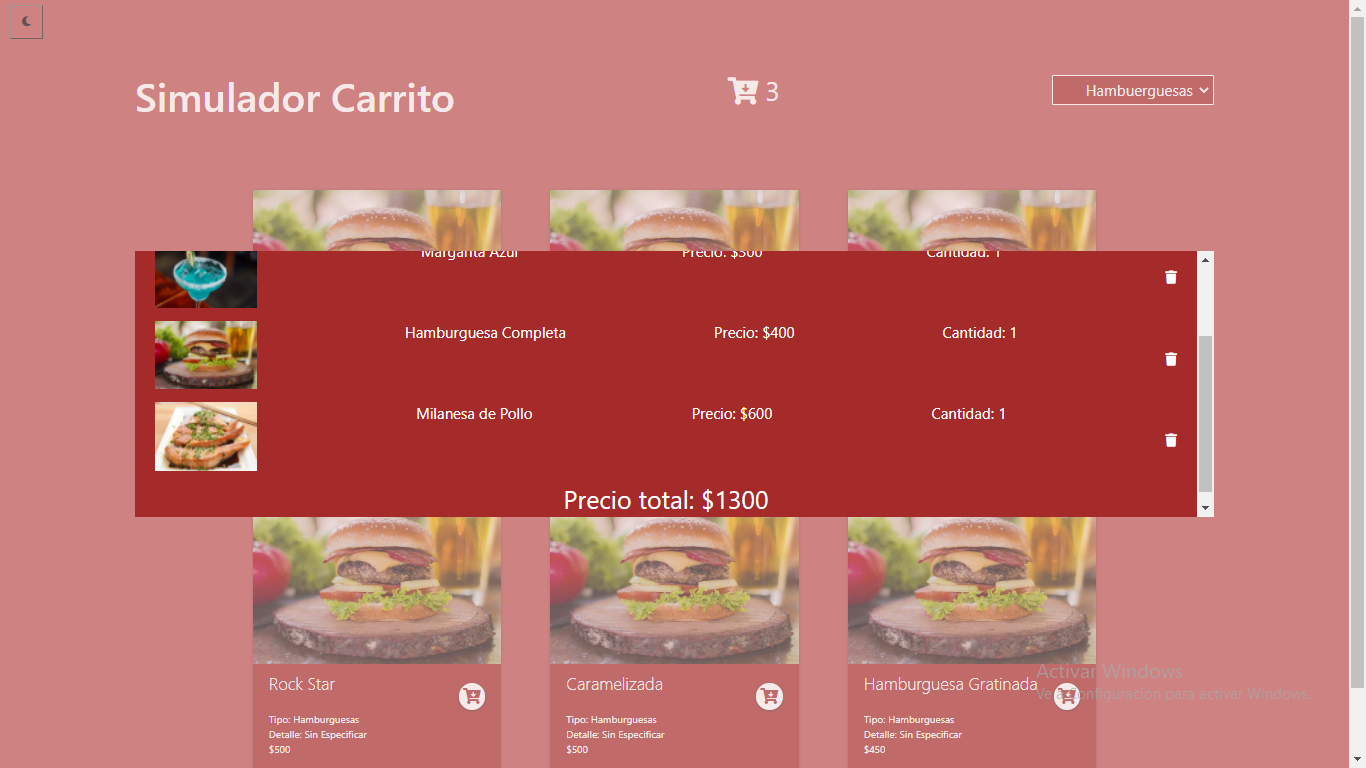 Simulador Carrito
3
Hambuerguesas
Margarita Azul Precio: $300 Cantidad: 1
Hamburguesa Completa Precio: $400 Cantidad: 1
Milanesa de Pollo Precio: $600 Cantidad: 1
Precio total: $1300
Rock Star
Tipo: Hamburguesas
Detalle: Sin Especificar
$500
Caramelizada
Tipo: Hamburguesas
Detalle: Sin Especificar
$500
Hamburguesa Gratinada
Tipo: Hamburguesas
Detalle: Sin Especificar
$450
Activar Windows
Ve a Configuración para activar Windows.